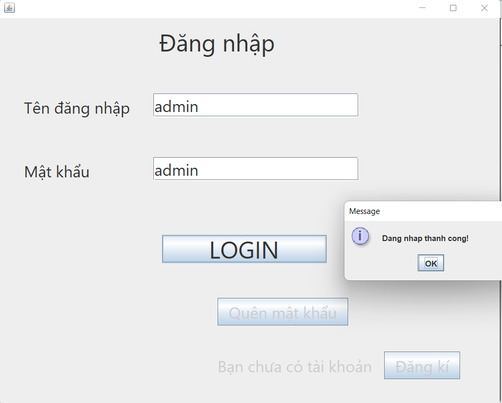 Đăng nhập
Tên đăng nhập
admin
Mật khẩu
admin
Message
Dang nhap thanh cong!
OK
LOGIN
Quên mật khẩu
Bạn chưa có tài khoản
Đăng kí